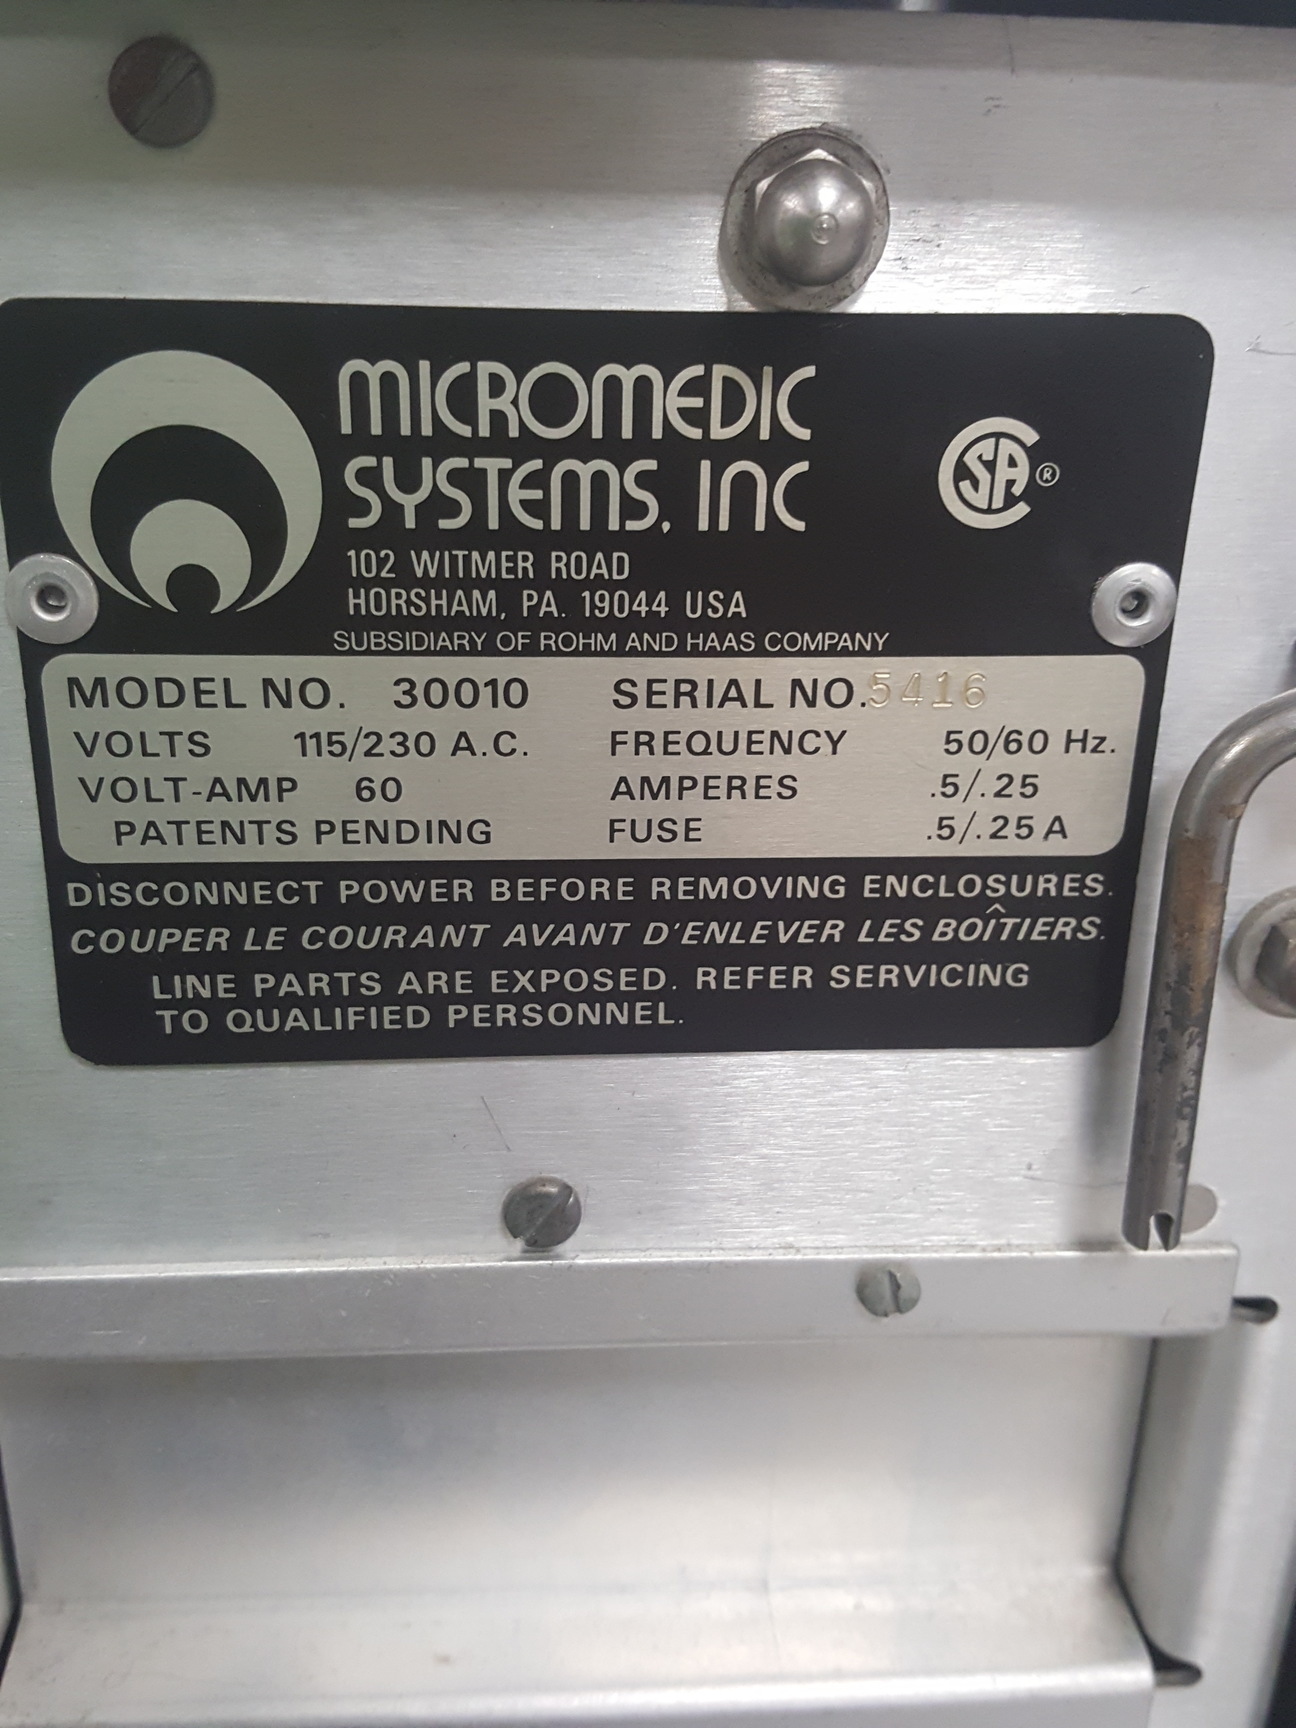 MICROMEDIC
SYSTEMS, INC
CSA®
102 WITMER ROAD
HORSHAM, PA. 19044 USA
SUBSIDIARY OF ROHM AND HAAS COMPANY
MODEL NO. 30010 SERIAL NO. 5416
VOLTS 115/230 A.C. FREQUENCY 50/60 Hz.
VOLT-AMP 60 AMPERES .5/.25
PATENTS PENDING FUSE .5/.25 A
DISCONNECT POWER BEFORE REMOVING ENCLOSURES.
COUPER LE COURANT AVANT D'ENLEVER LES BOÎTIERS.
LINE PARTS ARE EXPOSED. REFER SERVICING
TO QUALIFIED PERSONNEL.